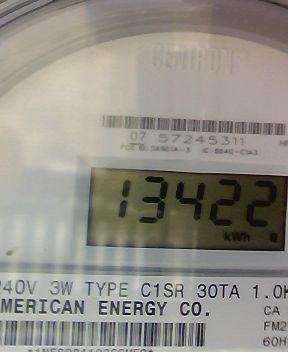 CENTRON
07 57245311
13422
kWh
240V 3W TYPE C1SR 30TA 1.0K
AMERICAN ENERGY CO.
CA
FM2
60H